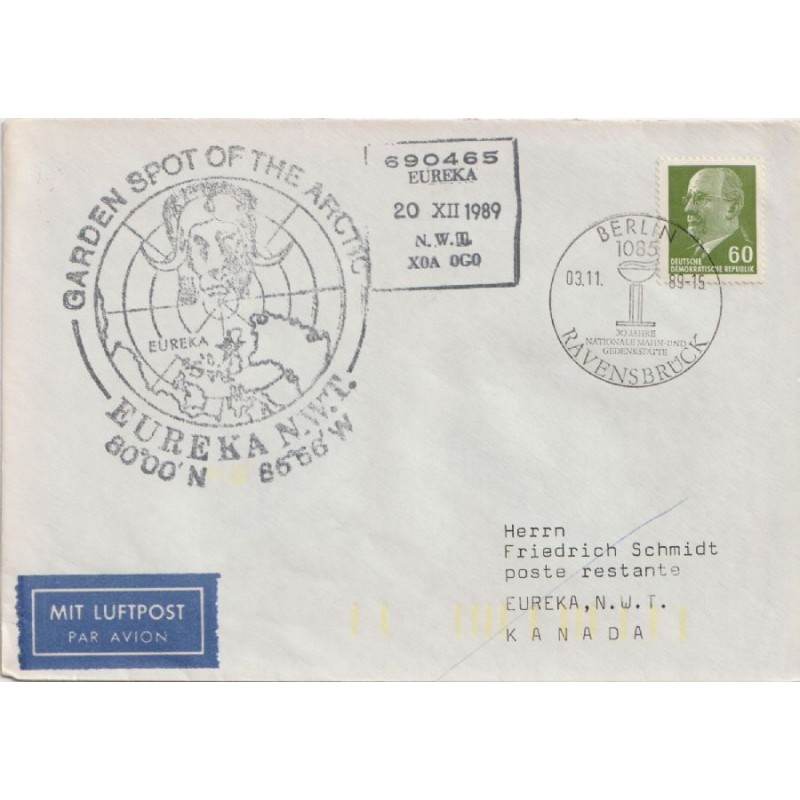 GARDEN SPOT OF THE ARCTIC
EUREKA
EUREKA N.W.T.
80°00'N 85°56'W
690465
EUREKA
20 XII 1989
N.W.T.
X0A 0G0
60
DEUTSCHE
DEMOKRATISCHE REPUBLIK
BERLIN
1085
03.11. 89-15
30 JAHRE
NATIONALE MAHN-UND
GEDENKSTÄTTE
RAVENSBRÜCK
Herrn
Friedrich Schmidt
poste restante
EUREKA, N.W.T.
KANADA
MIT LUFTPOST
PAR AVION